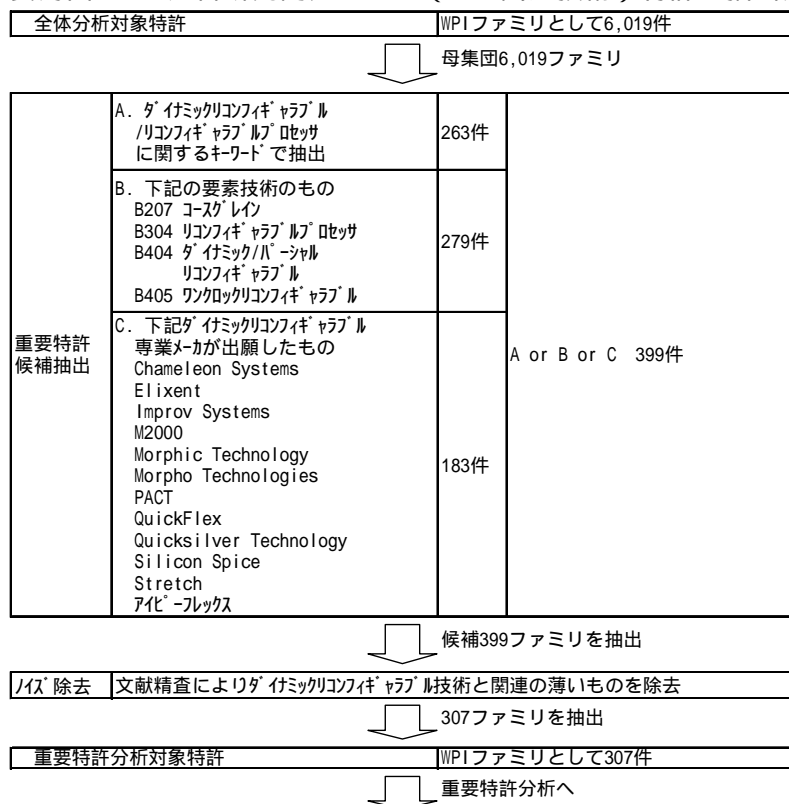 全体分析対象特許 WPIファミリとして6,019件
母集団6,019ファミリ
重要特許
候補抽出
A. ﾀﾞｲﾅﾐｯｸﾘｺﾝﾌｨｷﾞｬﾗﾌﾞﾙ
/ﾘｺﾝﾌｨｷﾞｬﾗﾌﾞﾙﾌﾟﾛｾｯｻ
に関するｷｰﾜｰﾄﾞで抽出
263件
B. 下記の要素技術のもの
B207 ｺｰｽｸﾞﾚｲﾝ
B304 ﾘｺﾝﾌｨｷﾞｬﾗﾌﾞﾙﾌﾟﾛｾｯｻ
B404 ﾀﾞｲﾅﾐｯｸ/ﾊﾟｰｼｬﾙ
ﾘｺﾝﾌｨｷﾞｬﾗﾌﾞﾙ
B405 ﾜﾝｸﾛｯｸﾘｺﾝﾌｨｷﾞｬﾗﾌﾞﾙ
279件
C. 下記ﾀﾞｲﾅﾐｯｸﾘｺﾝﾌｨｷﾞｬﾗﾌﾞﾙ
専業ﾒｰｶが出願したもの
Chameleon Systems
Elixent
Improv Systems
M2000
Morphic Technology
Morpho Technologies
PACT
QuickFlex
Quicksilver Technology
Silicon Spice
Stretch
ｱｲﾋﾟｰﾌﾚｯｸｽ
183件
A or B or C 399件
候補399ファミリを抽出
ﾉｲｽﾞ除去 文献精査によりﾀﾞｲﾅﾐｯｸﾘｺﾝﾌｨｷﾞｬﾗﾌﾞﾙ技術と関連の薄いものを除去
307ファミリを抽出
重要特許分析対象特許 WPIファミリとして307件
重要特許分析へ